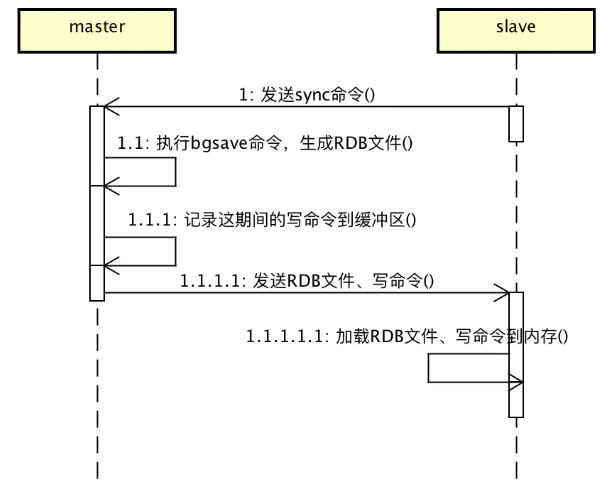 master
slave
1: 发送sync命令()
1.1: 执行bgsave命令，生成RDB文件()
1.1.1: 记录这期间的写命令到缓冲区()
1.1.1.1: 发送RDB文件、写命令()
1.1.1.1.1: 加载RDB文件、写命令到内存()